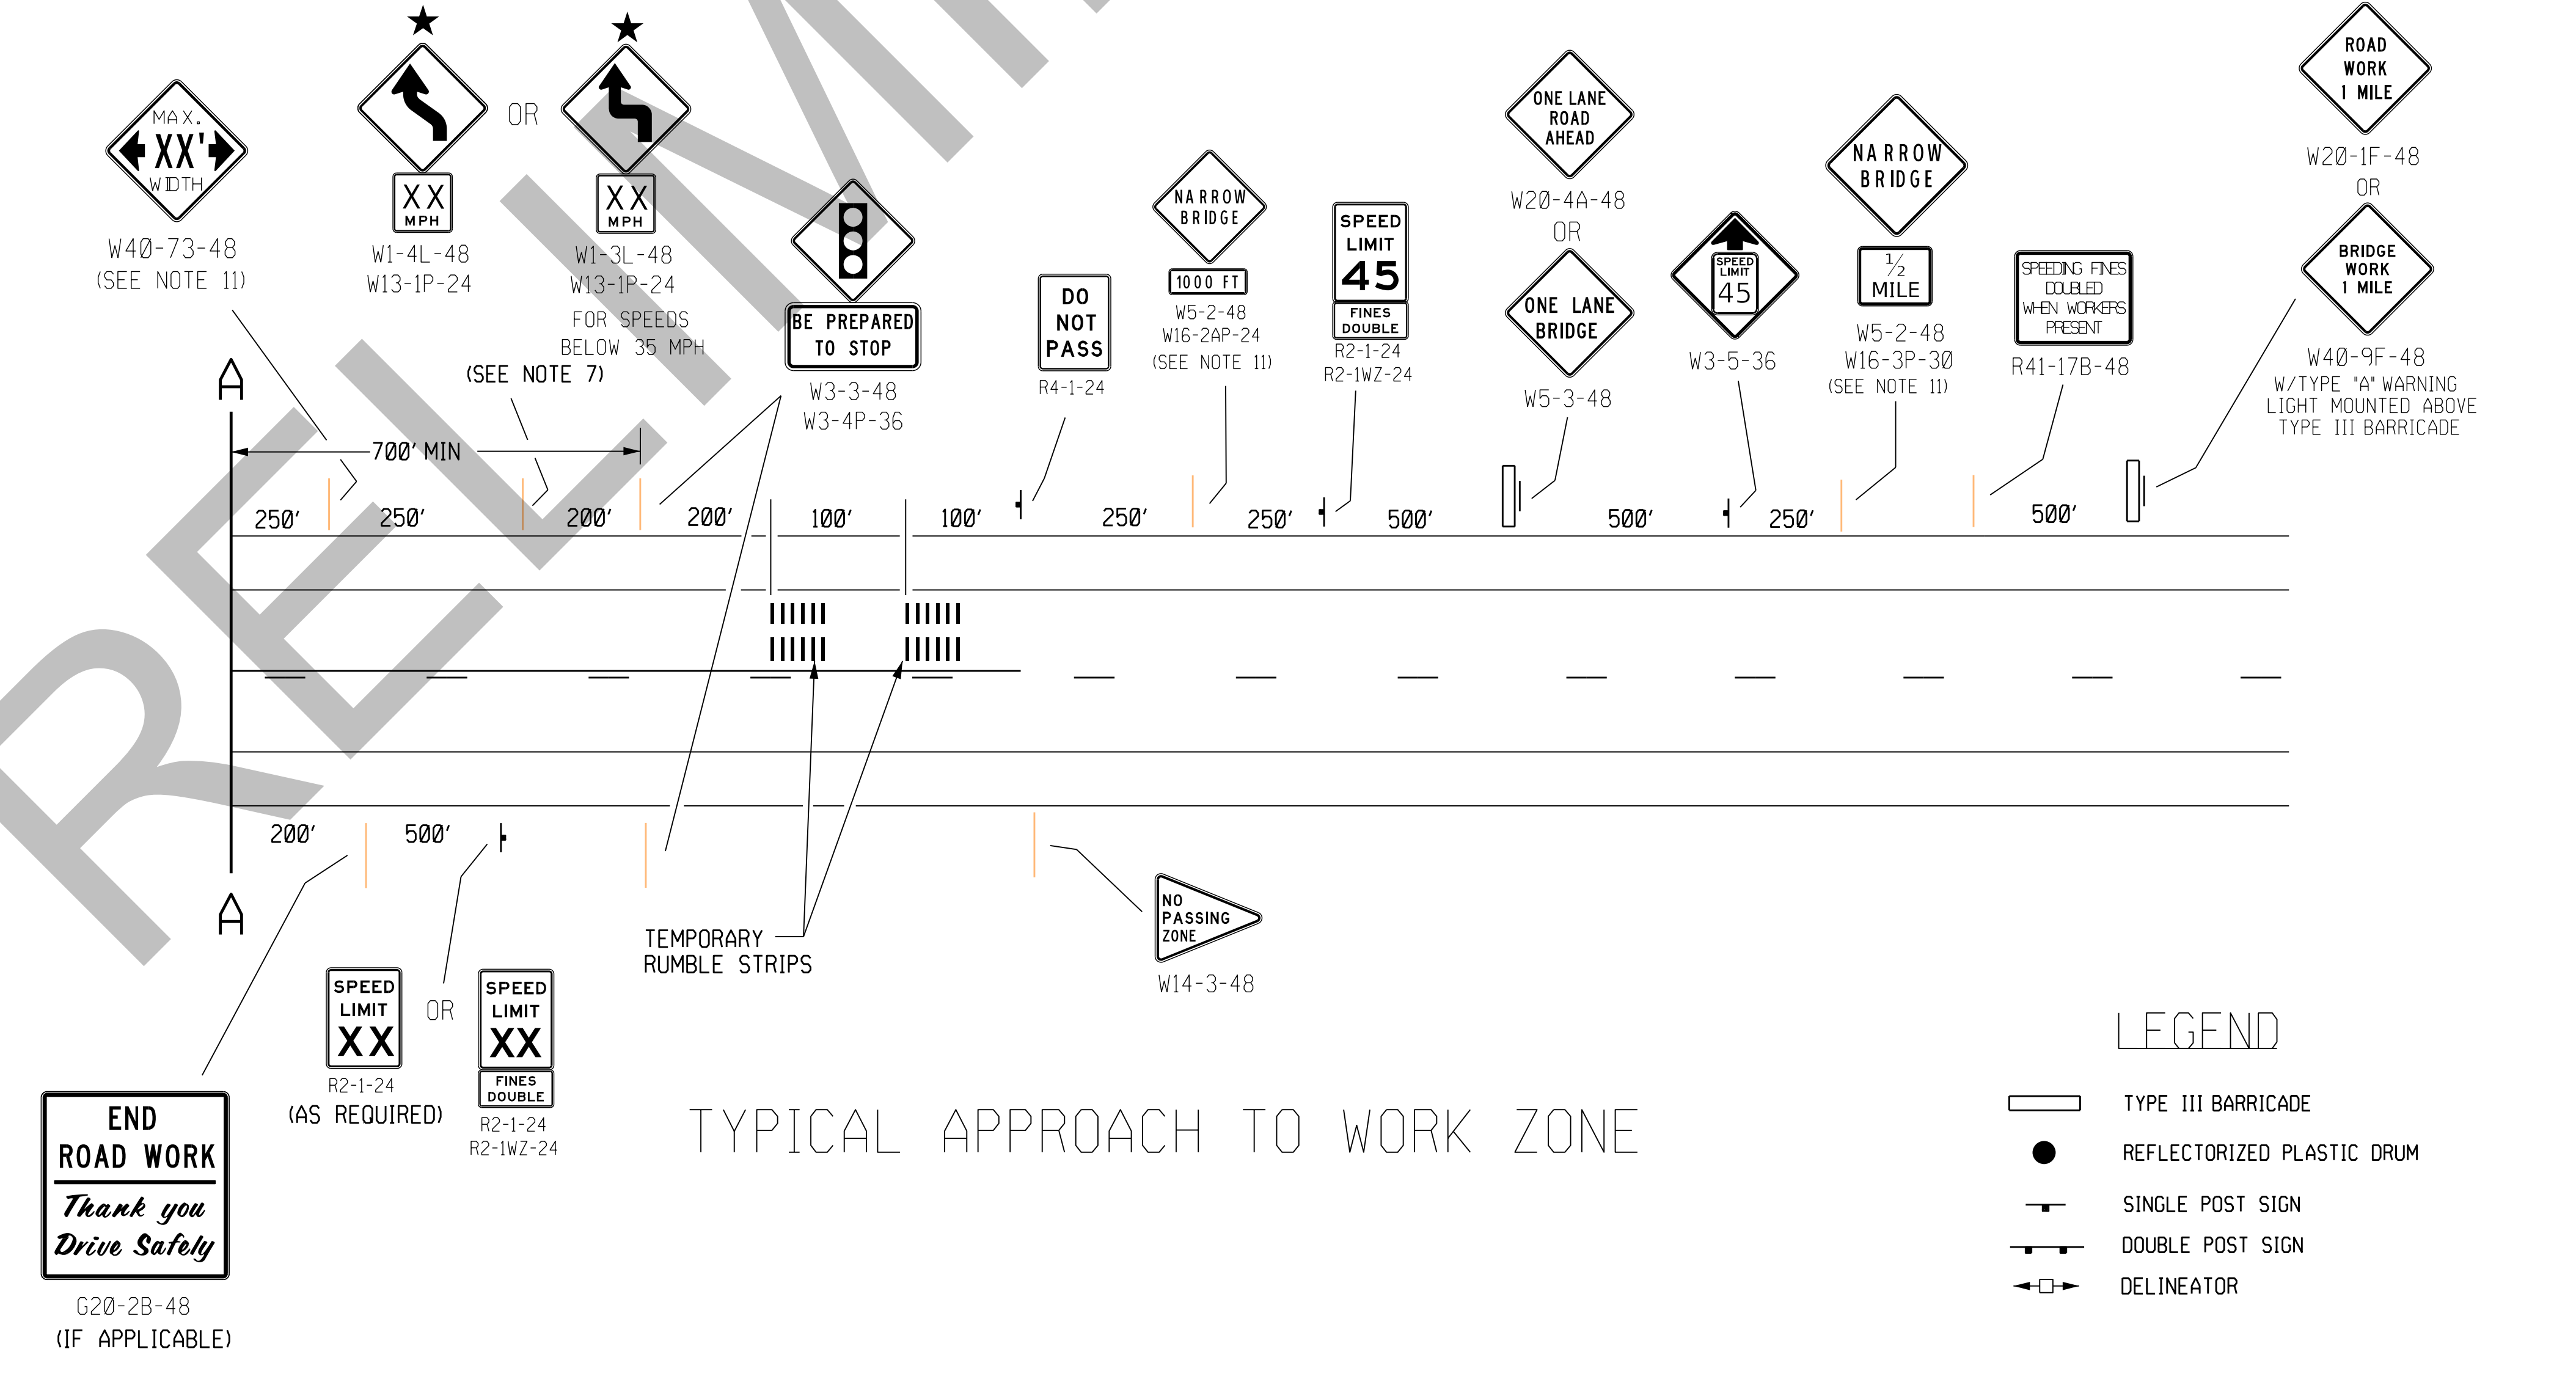 MAX.
XX'
WIDTH
W40-73-48
(SEE NOTE 11)
XX
MPH
W1-4L-48
W13-1P-24
OR
XX
MPH
W1-3L-48
W13-1P-24
FOR SPEEDS
BELOW 35 MPH
(SEE NOTE 7)
BE PREPARED
TO STOP
W3-3-48
W3-4P-36
DO
NOT
PASS
R4-1-24
NARROW
BRIDGE
1000 FT
W5-2-48
W16-2AP-24
(SEE NOTE 11)
SPEED
LIMIT
45
FINES
DOUBLE
R2-1-24
R2-1WZ-24
ONE LANE
ROAD
AHEAD
W20-4A-48
OR
ONE LANE
BRIDGE
W5-3-48
SPEED
LIMIT
45
W3-5-36
NARROW
BRIDGE
1/2
MILE
W5-2-48
W16-3P-30
(SEE NOTE 11)
SPEEDING FINES
DOUBLED
WHEN WORKERS
PRESENT
R41-17B-48
ROAD
WORK
1 MILE
W20-1F-48
OR
BRIDGE
WORK
1 MILE
W40-9F-48
W/TYPE "A" WARNING
LIGHT MOUNTED ABOVE
TYPE III BARRICADE
A
700' MIN
250' 250' 200' 200' 100' 100' 250' 250' 500' 500' 250' 500'
200' 500'
A
TEMPORARY
RUMBLE STRIPS
NO
PASSING
ZONE
W14-3-48
SPEED
LIMIT
XX
R2-1-24
(AS REQUIRED)
OR
SPEED
LIMIT
XX
FINES
DOUBLE
R2-1-24
R2-1WZ-24
END
ROAD WORK
Thank you
Drive Safely
G20-2B-48
(IF APPLICABLE)
TYPICAL APPROACH TO WORK ZONE
LEGEND
TYPE III BARRICADE
REFLECTORIZED PLASTIC DRUM
SINGLE POST SIGN
DOUBLE POST SIGN
DELINEATOR
RELIM